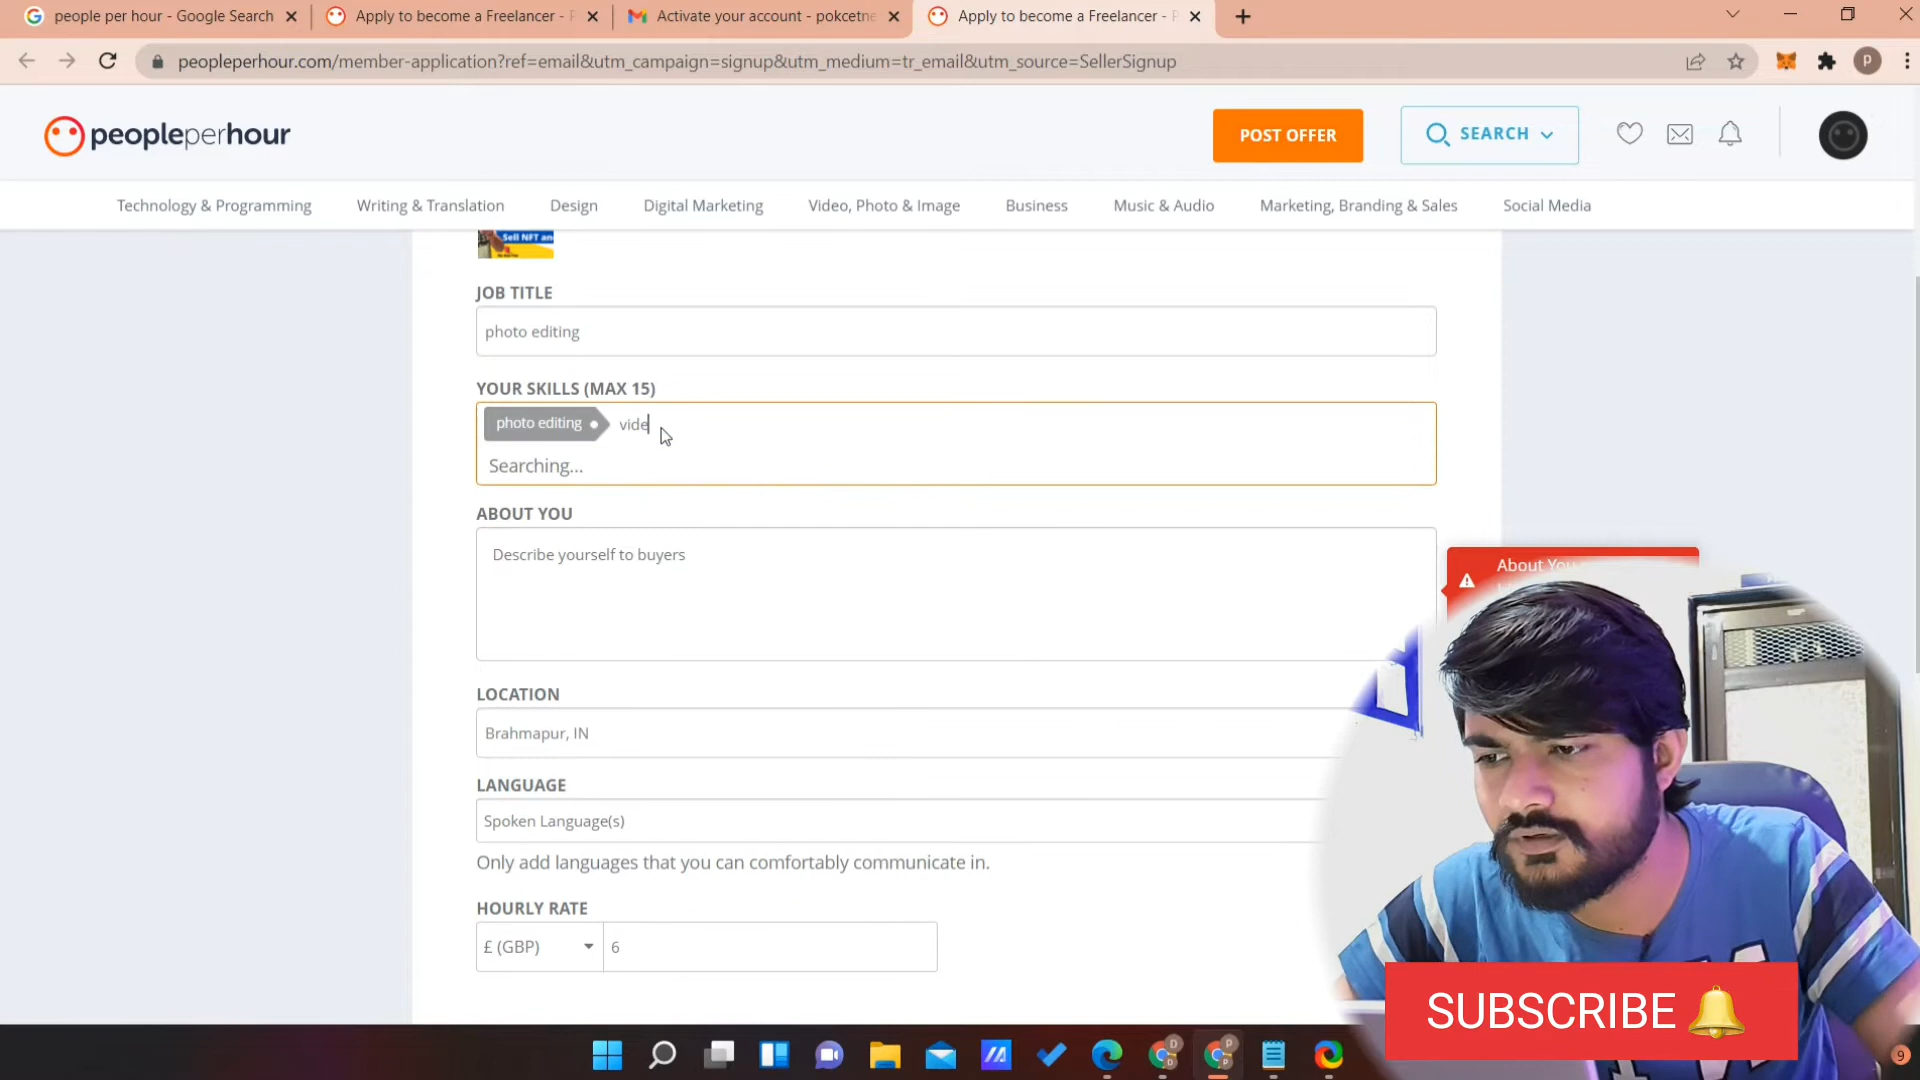 people per hour - Google Search
Apply to become a Freelancer - P
Activate your account - pokcetne
Apply to become a Freelancer - P
peopleperhour.com/member-application?ref=email&utm_campaign=signup&utm_medium=tr_email&utm_source=SellerSignup
P
peopleperhour
POST OFFER
SEARCH
Technology & Programming
Writing & Translation
Design
Digital Marketing
Video, Photo & Image
Business
Music & Audio
Marketing, Branding & Sales
Social Media
Sell NFT an
JOB TITLE
photo editing
YOUR SKILLS (MAX 15)
photo editing
vide
Searching...
ABOUT YOU
Describe yourself to buyers
About You
LOCATION
Brahmapur, IN
LANGUAGE
Spoken Language(s)
Only add languages that you can comfortably communicate in.
HOURLY RATE
£ (GBP)
6
SUBSCRIBE
D
P
9